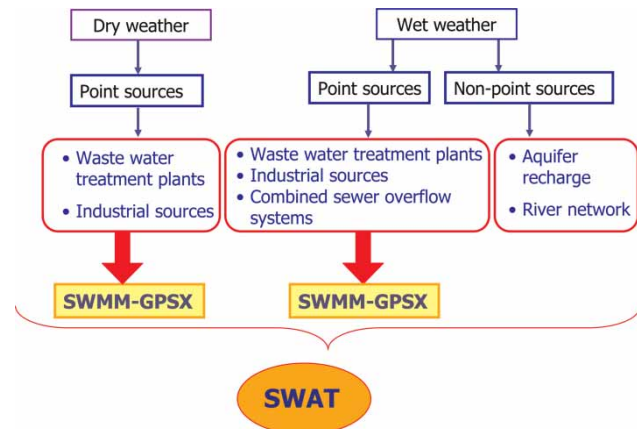 Dry weather
Wet weather
Point sources
Point sources
Non-point sources
• Waste water
treatment plants
• Industrial sources
• Waste water treatment plants
• Industrial sources
• Combined sewer overflow
systems
• Aquifer
recharge
• River network
SWMM-GPSX
SWMM-GPSX
SWAT